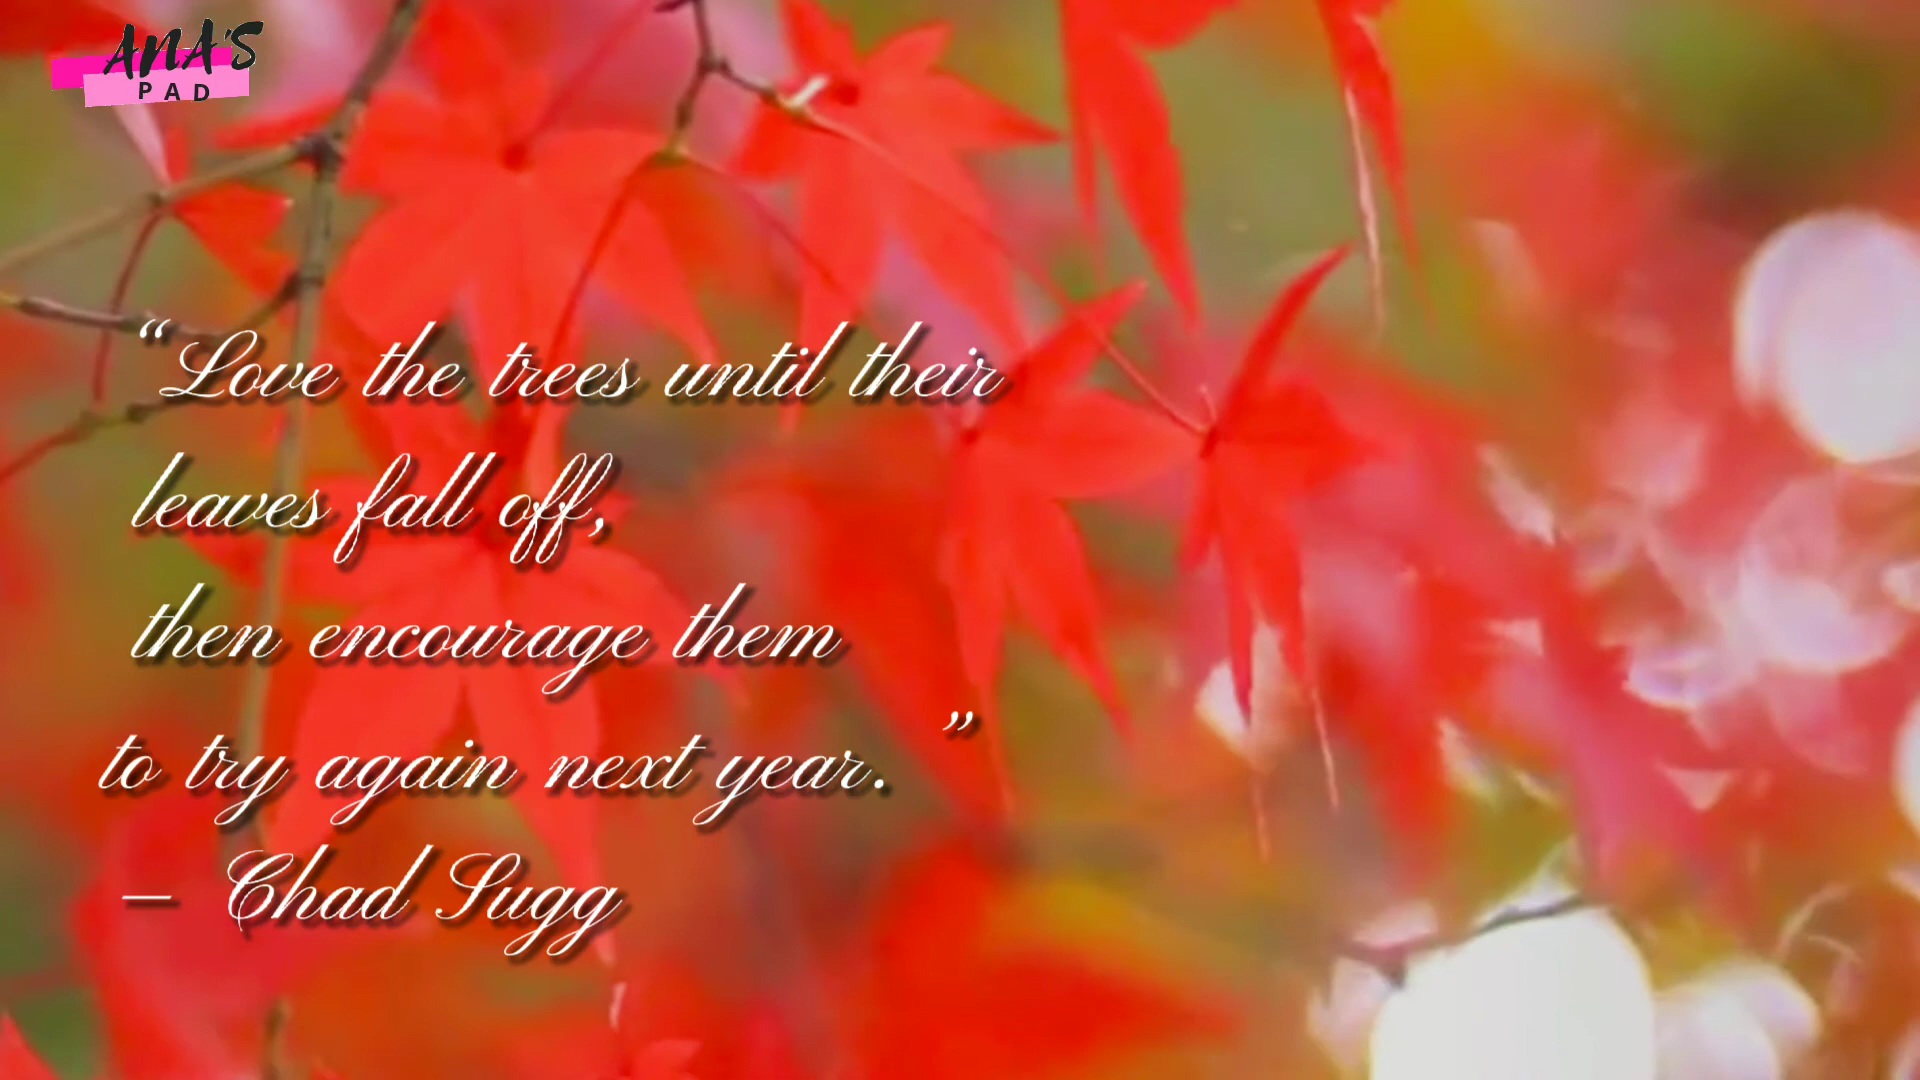 ANA'S
PAD
“Love the trees until their
leaves fall off,
then encourage them
to try again next year. ”
— Chad Sugg